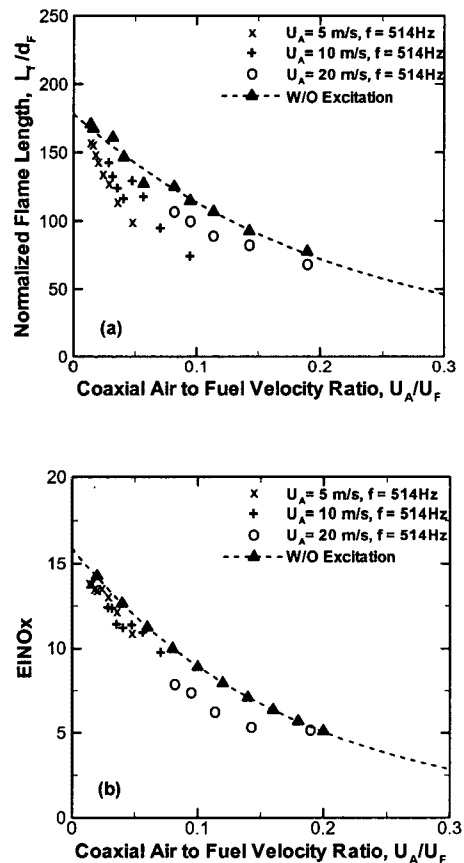 250
200
150
100
50
0
Normalized Flame Length, L_f/d_F
× U_A= 5 m/s, f = 514Hz
+ U_A= 10 m/s, f = 514Hz
O U_A= 20 m/s, f = 514Hz
W/O Excitation
(a)
0 0.1 0.2 0.3
Coaxial Air to Fuel Velocity Ratio, U_A/U_F
20
15
10
5
0
EINOx
× U_A= 5 m/s, f = 514Hz
+ U_A= 10 m/s, f = 514Hz
O U_A= 20 m/s, f = 514Hz
W/O Excitation
(b)
0 0.1 0.2 0.3
Coaxial Air to Fuel Velocity Ratio, U_A/U_F